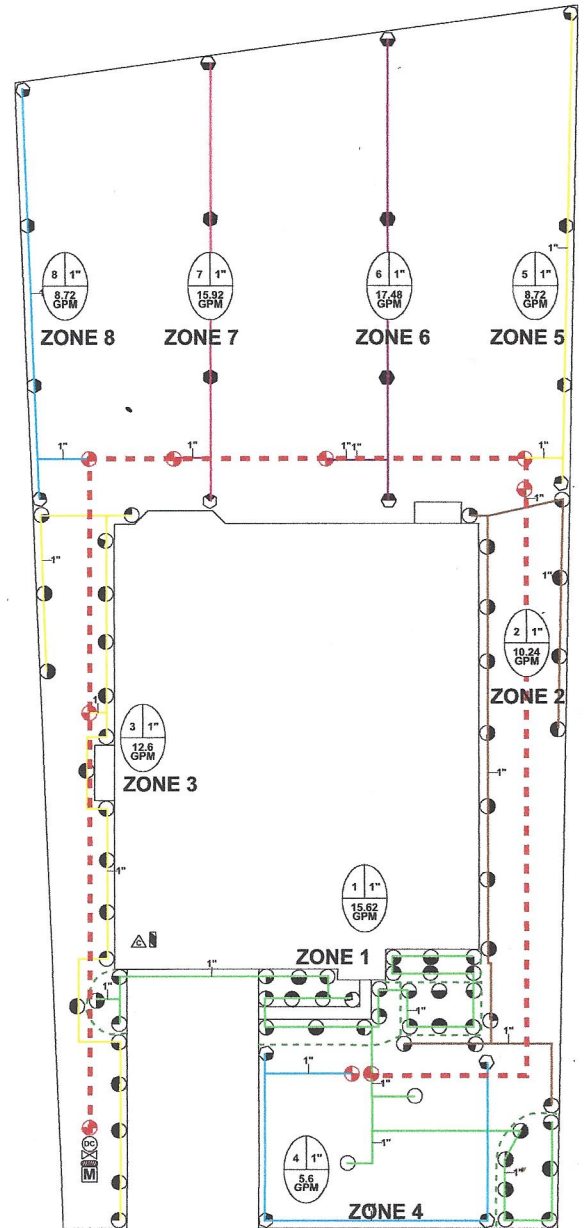 8 1"
8.72
GPM
ZONE 8
7 1"
15.92
GPM
ZONE 7
6 1"
17.48
GPM
ZONE 6
5 1"
8.72
GPM
ZONE 5
1"
1"
1"
1"
1"1"
1"
1"
1"
1"
2 1"
10.24
GPM
ZONE 2
3 1"
12.6
GPM
ZONE 3
1"
1"
1 1"
15.62
GPM
ZONE 1
C
1"
1"
1"
1"
1"
1"
DC
M
4 1"
5.6
GPM
1"
1"
ZONE 4